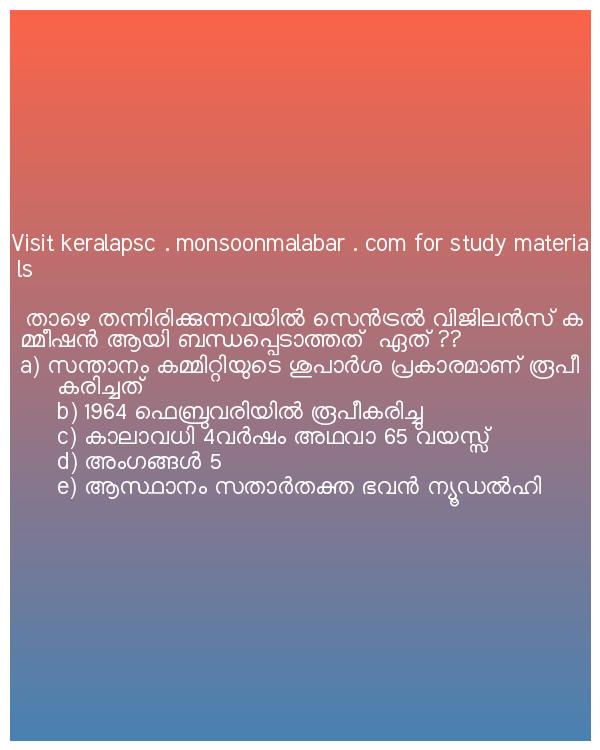 Visit keralapsc . monsoonmalabar . com for study materia
ls
താഴെ തന്നിരിക്കുന്നവയിൽ സെൻട്രൽ വിജിലൻസ് ക
മ്മീഷൻ ആയി ബന്ധപ്പെടാത്തത് ഏത് ??
a) സന്താനം കമ്മിറ്റിയുടെ ശുപാർശ പ്രകാരമാണ് രൂപീ
കരിച്ചത്
b) 1964 ഫെബ്രുവരിയിൽ രൂപീകരിച്ചു
c) കാലാവധി 4വർഷം അഥവാ 65 വയസ്സ്
d) അംഗങ്ങൾ 5
e) ആസ്ഥാനം സതാർതക്ത ഭവൻ ന്യൂഡൽഹി